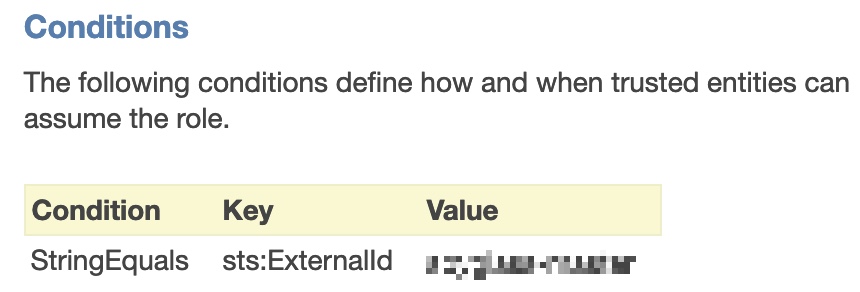 Conditions
The following conditions define how and when trusted entities can
assume the role.
Condition Key Value
StringEquals sts:ExternalId